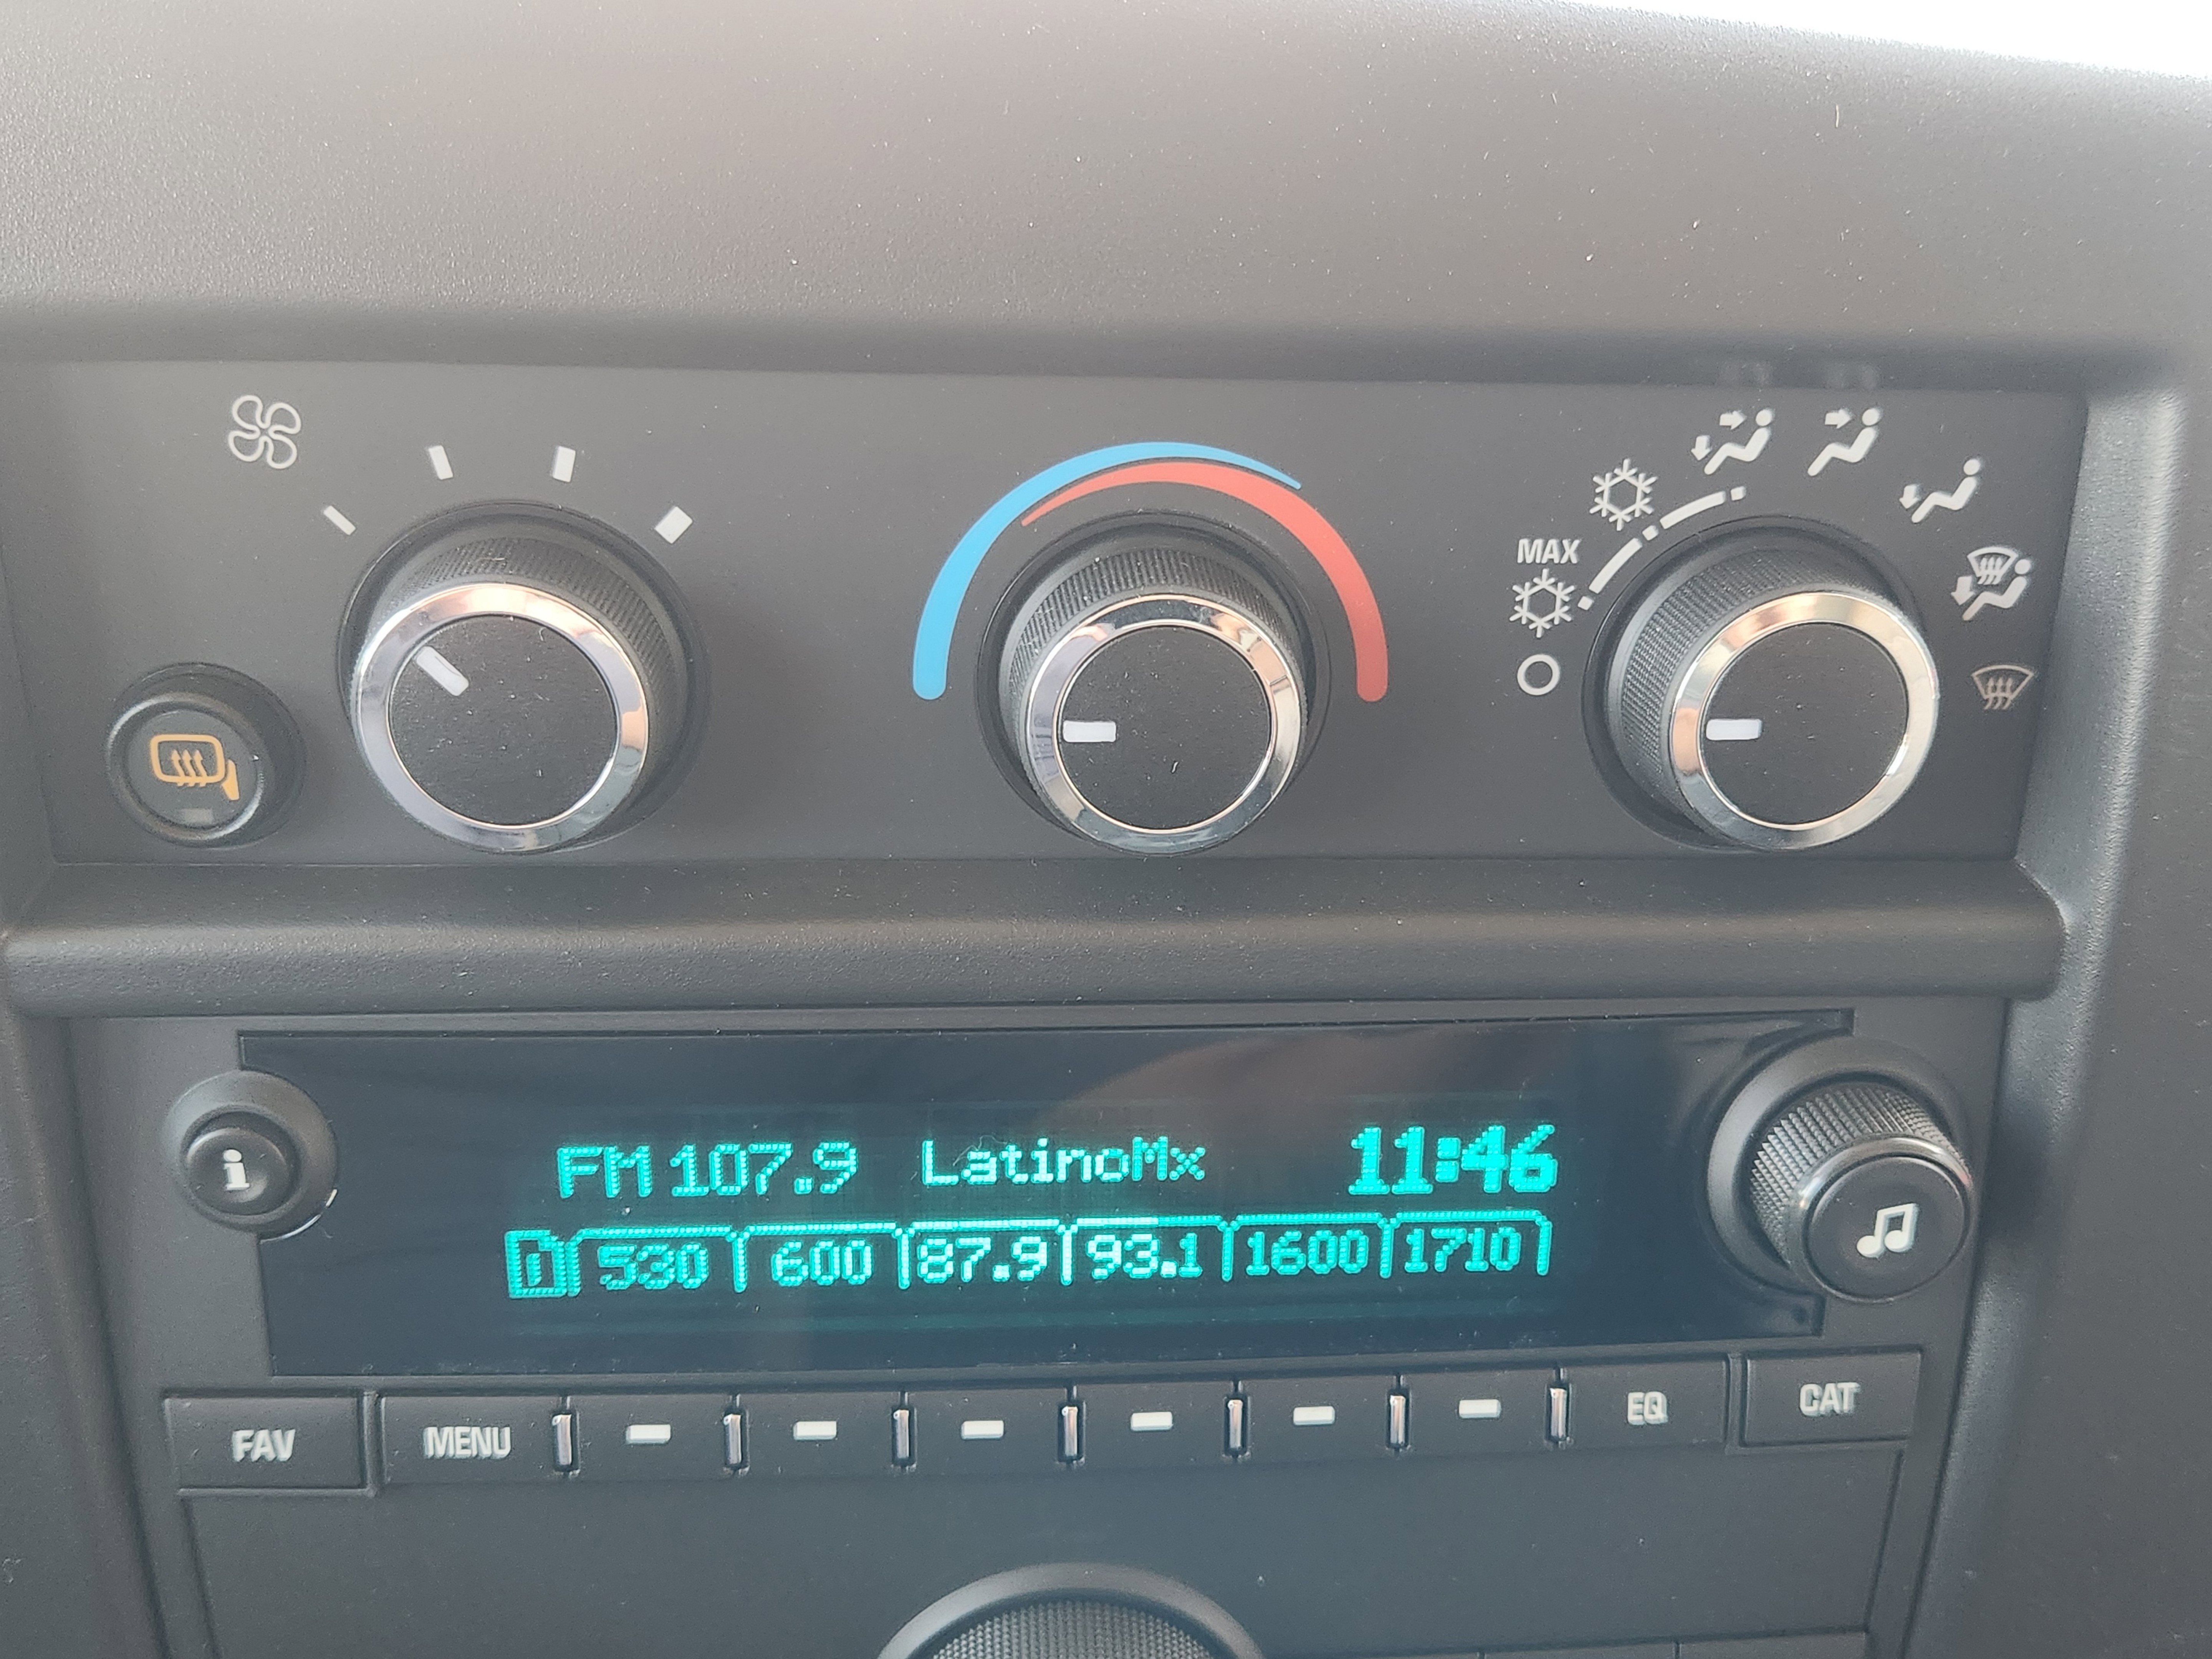 MAX
FM 107.9 LatinoMx 11:46
1 530 600 87.9 93.1 1600 1710
i
FAV MENU EQ CAT